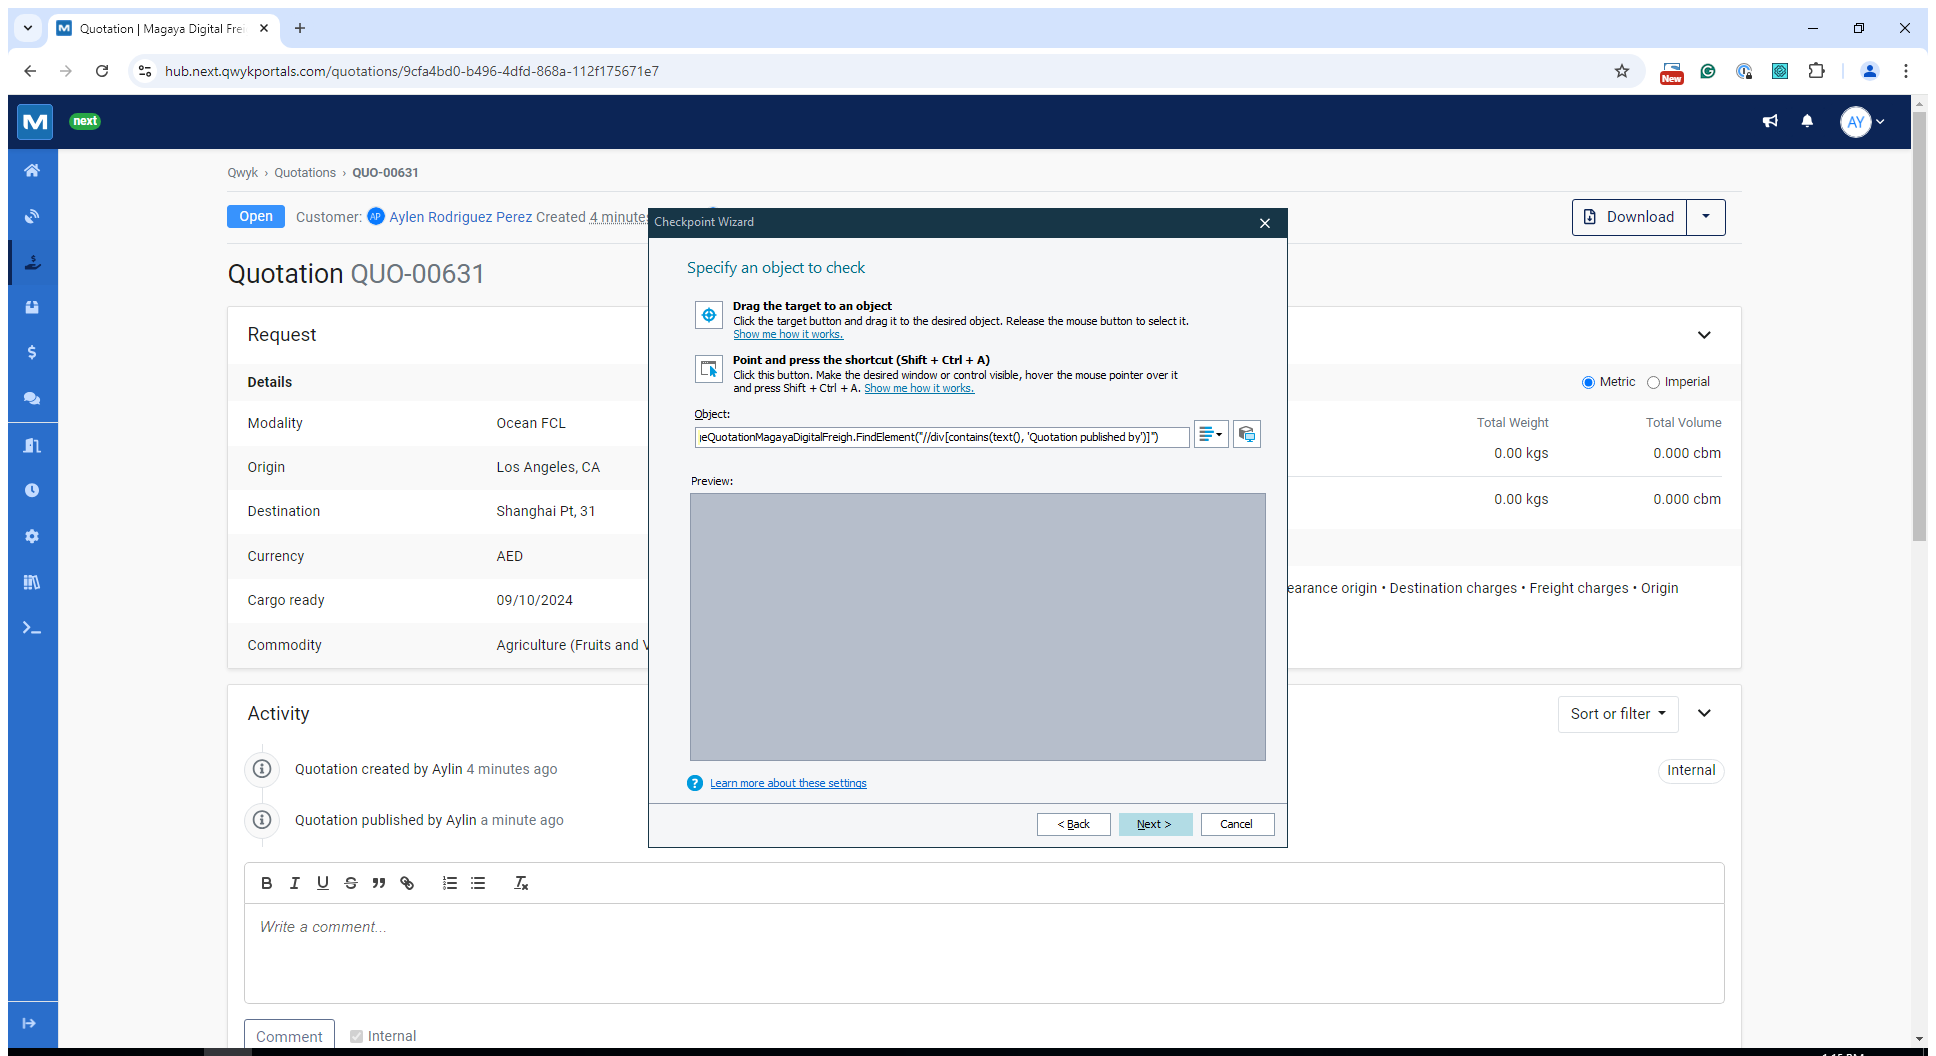 Quotation | Magaya Digital Frei
hub.next.qwykportals.com/quotations/9cfa4bd0-b496-4dfd-868a-112f175671e7
New
M next
AY
Qwyk › Quotations › QUO-00631
Open Customer: AP Aylen Rodriguez Perez Created 4 minutes
Download
Quotation QUO-00631
Request
Details
Metric Imperial
Modality Ocean FCL
Total Weight Total Volume
0.00 kgs 0.000 cbm
Origin Los Angeles, CA
0.00 kgs 0.000 cbm
Destination Shanghai Pt, 31
Currency AED
earance origin • Destination charges • Freight charges • Origin
Cargo ready 09/10/2024
Commodity Agriculture (Fruits and V
Checkpoint Wizard
Specify an object to check
Drag the target to an object
Click the target button and drag it to the desired object. Release the mouse button to select it.
Show me how it works.
Point and press the shortcut (Shift + Ctrl + A)
Click this button. Make the desired window or control visible, hover the mouse pointer over it
and press Shift + Ctrl + A. Show me how it works.
Object:
eQuotationMagayaDigitalFreigh.FindElement("//div[contains(text(), 'Quotation published by')]")
Preview:
? Learn more about these settings
< Back Next > Cancel
Activity
Sort or filter
Quotation created by Aylin 4 minutes ago
Internal
Quotation published by Aylin a minute ago
Write a comment...
Comment Internal